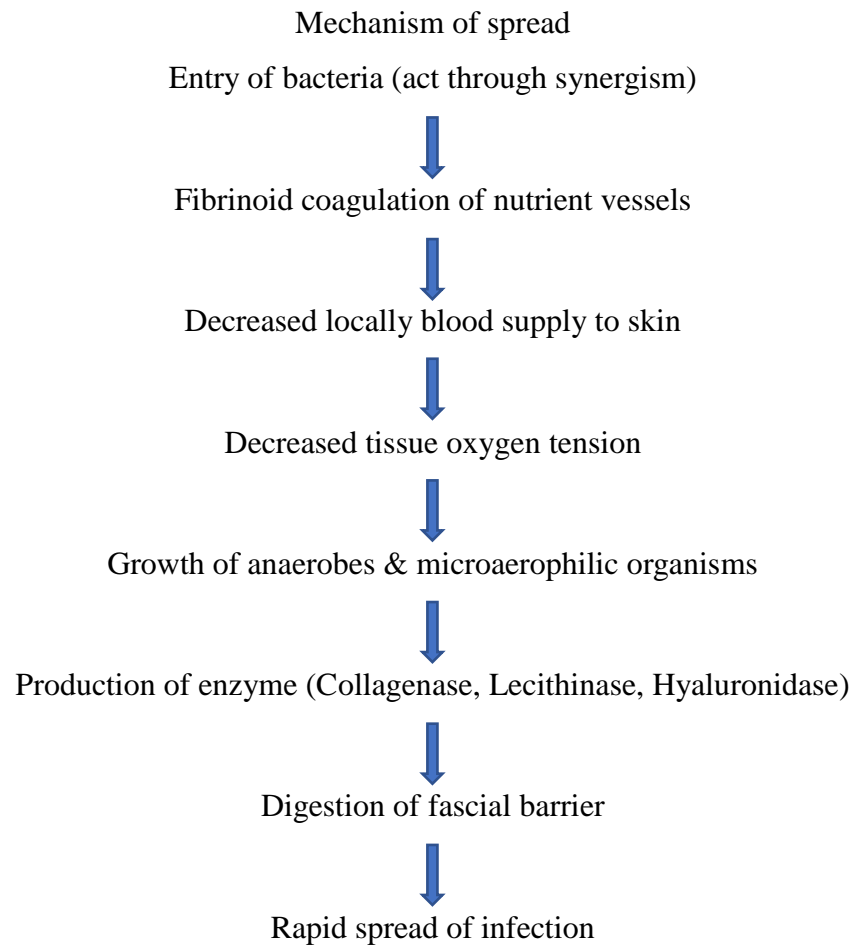 Mechanism of spread
Entry of bacteria (act through synergism)
Fibrinoid coagulation of nutrient vessels
Decreased locally blood supply to skin
Decreased tissue oxygen tension
Growth of anaerobes & microaerophilic organisms
Production of enzyme (Collagenase, Lecithinase, Hyaluronidase)
Digestion of fascial barrier
Rapid spread of infection